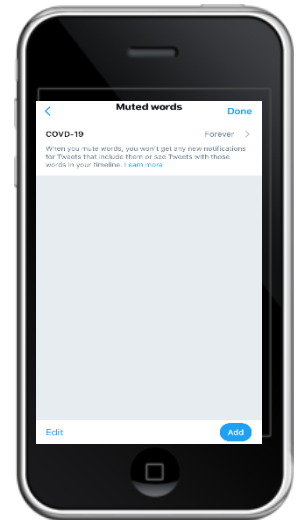 Muted words
Done
COVD-19
Forever
When you mute words, you won't get any new notifications
for Tweets that include them or see Tweets with those
words in your timeline. Learn more
Edit
Add